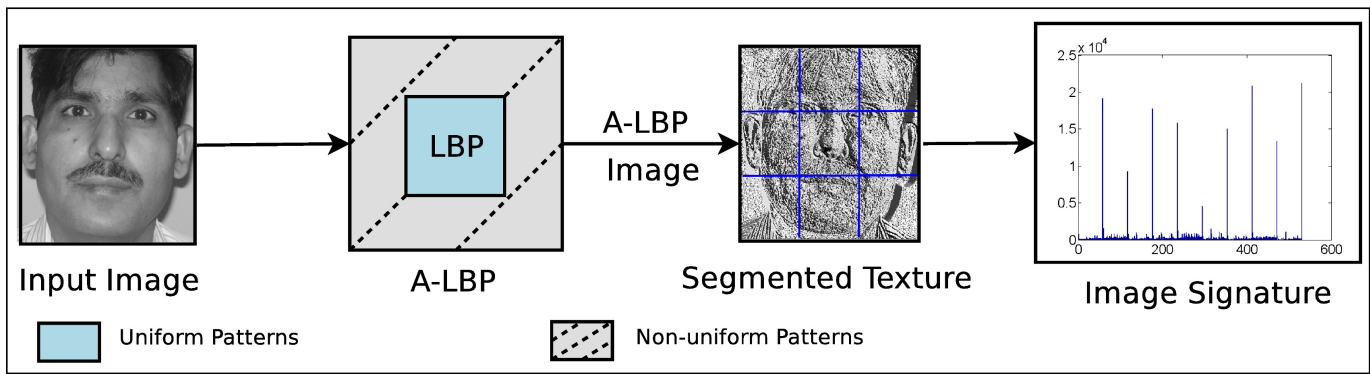 Input Image
LBP
A-LBP
A-LBP
Image
Segmented Texture
x 10^4
2.5
2
1.5
1
0.5
0
0 200 400 600
Image Signature
Uniform Patterns
Non-uniform Patterns